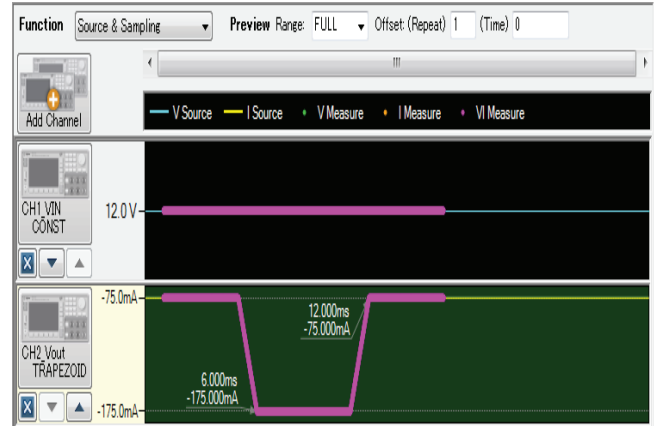 Function Source & Sampling Preview Range: FULL Offset: (Repeat) 1 (Time) 0
Add Channel
V Source I Source V Measure I Measure VI Measure
CH1_VIN
CONST
12.0 V
X
-75.0mA
12.000ms
-75.000mA
CH2_Vout
TRAPEZOID
6.000ms
-175.000mA
X
-175.0mA